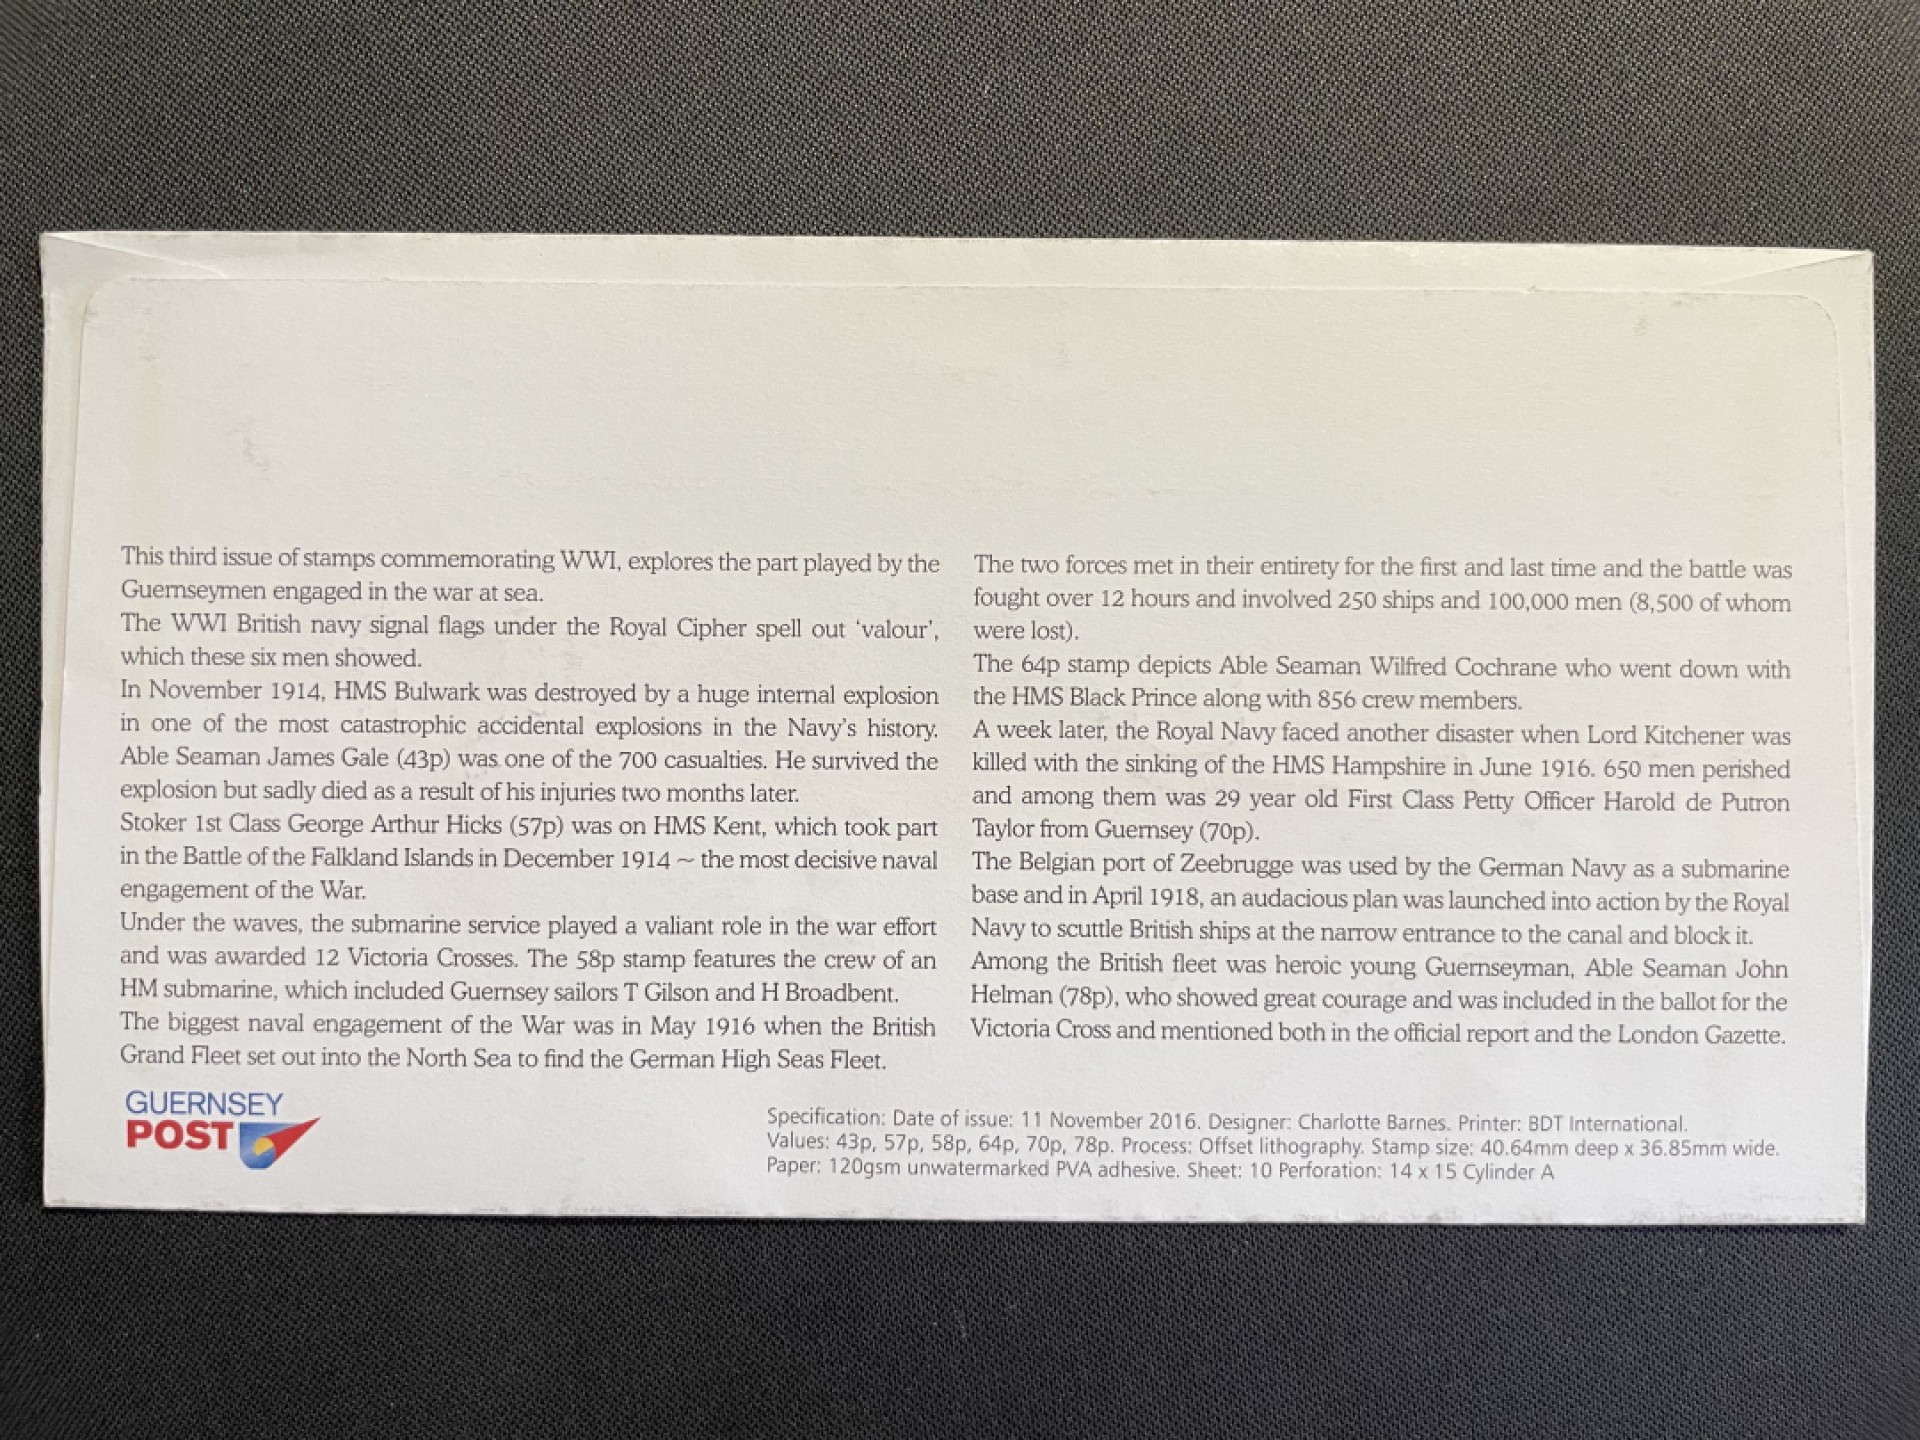 This third issue of stamps commemorating WWI, explores the part played by the
Guernseymen engaged in the war at sea.
The WWI British navy signal flags under the Royal Cipher spell out ‘valour’,
which these six men showed.
In November 1914, HMS Bulwark was destroyed by a huge internal explosion
in one of the most catastrophic accidental explosions in the Navy’s history.
Able Seaman James Gale (43p) was one of the 700 casualties. He survived the
explosion but sadly died as a result of his injuries two months later.
Stoker 1st Class George Arthur Hicks (57p) was on HMS Kent, which took part
in the Battle of the Falkland Islands in December 1914 ~ the most decisive naval
engagement of the War.
Under the waves, the submarine service played a valiant role in the war effort
and was awarded 12 Victoria Crosses. The 58p stamp features the crew of an
HM submarine, which included Guernsey sailors T Gilson and H Broadbent.
The biggest naval engagement of the War was in May 1916 when the British
Grand Fleet set out into the North Sea to find the German High Seas Fleet.
The two forces met in their entirety for the first and last time and the battle was
fought over 12 hours and involved 250 ships and 100,000 men (8,500 of whom
were lost).
The 64p stamp depicts Able Seaman Wilfred Cochrane who went down with
the HMS Black Prince along with 856 crew members.
A week later, the Royal Navy faced another disaster when Lord Kitchener was
killed with the sinking of the HMS Hampshire in June 1916. 650 men perished
and among them was 29 year old First Class Petty Officer Harold de Putron
Taylor from Guernsey (70p).
The Belgian port of Zeebrugge was used by the German Navy as a submarine
base and in April 1918, an audacious plan was launched into action by the Royal
Navy to scuttle British ships at the narrow entrance to the canal and block it.
Among the British fleet was heroic young Guernseyman, Able Seaman John
Helman (78p), who showed great courage and was included in the ballot for the
Victoria Cross and mentioned both in the official report and the London Gazette.
GUERNSEY
POST
Specification: Date of issue: 11 November 2016. Designer: Charlotte Barnes. Printer: BDT International.
Values: 43p, 57p, 58p, 64p, 70p, 78p. Process: Offset lithography. Stamp size: 40.64mm deep x 36.85mm wide.
Paper: 120gsm unwatermarked PVA adhesive. Sheet: 10 Perforation: 14 x 15 Cylinder A